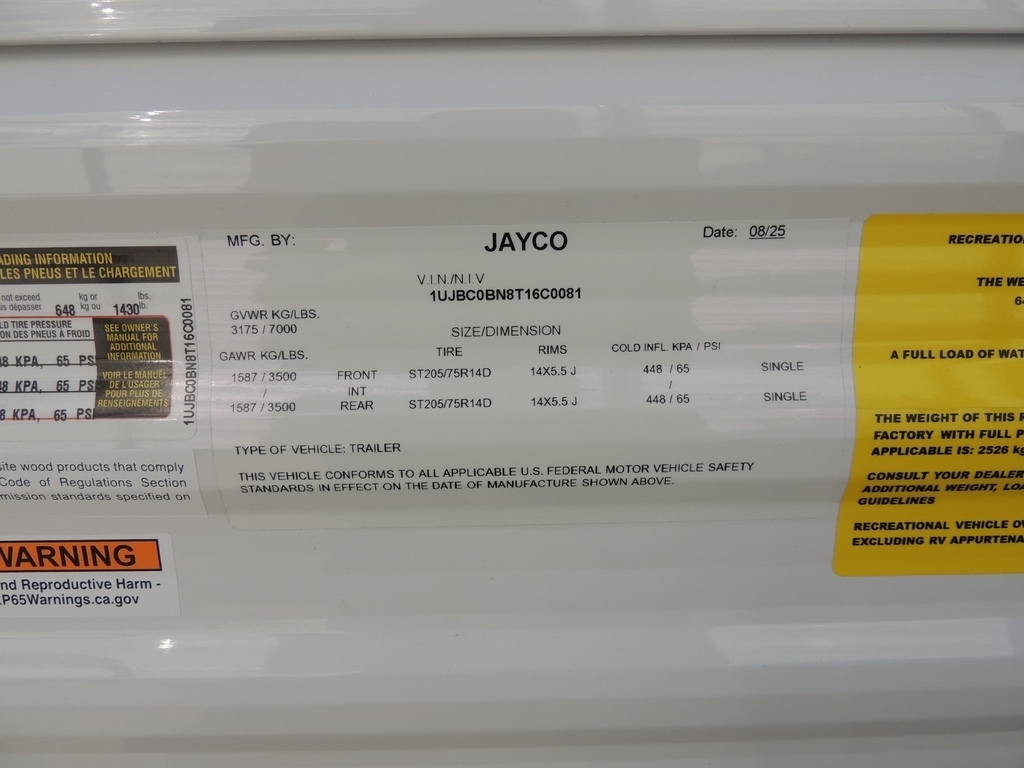 ADING INFORMATION
LES PNEUS ET LE CHARGEMENT
not exceed
kg or
lbs.
dépasser
648
kg ou
1430
lb.
LD TIRE PRESSURE
ON DES PNEUS À FROID
KPA, 65 PSI
KPA, 65 PSI
KPA, 65 PSI
SEE OWNER'S
MANUAL FOR
ADDITIONAL
INFORMATION
VOIR LE MANUEL
DE L'USAGER
POUR PLUS DE
RENSEIGNEMENTS
1UJBC0BN8T16C0081
site wood products that comply
Code of Regulations Section
mission standards specified on
WARNING
nd Reproductive Harm -
.P65Warnings.ca.gov
MFG. BY:
JAYCO
Date: 08/25
V.I.N./N.I.V
1UJBC0BN8T16C0081
GVWR KG/LBS.
3175 / 7000
SIZE/DIMENSION
GAWR KG/LBS.
TIRE
RIMS
COLD INFL. KPA / PSI
1587 / 3500 FRONT ST205/75R14D 14X5.5 J 448 / 65 SINGLE
/ INT /
1587 / 3500 REAR ST205/75R14D 14X5.5 J 448 / 65 SINGLE
TYPE OF VEHICLE: TRAILER
THIS VEHICLE CONFORMS TO ALL APPLICABLE U.S. FEDERAL MOTOR VEHICLE SAFETY
STANDARDS IN EFFECT ON THE DATE OF MANUFACTURE SHOWN ABOVE.
RECREATIO
THE WE
6
A FULL LOAD OF WAT
THE WEIGHT OF THIS
FACTORY WITH FULL P
APPLICABLE IS: 2526 kg
CONSULT YOUR DEALER
ADDITIONAL WEIGHT, LOA
GUIDELINES
RECREATIONAL VEHICLE OW
EXCLUDING RV APPURTENA